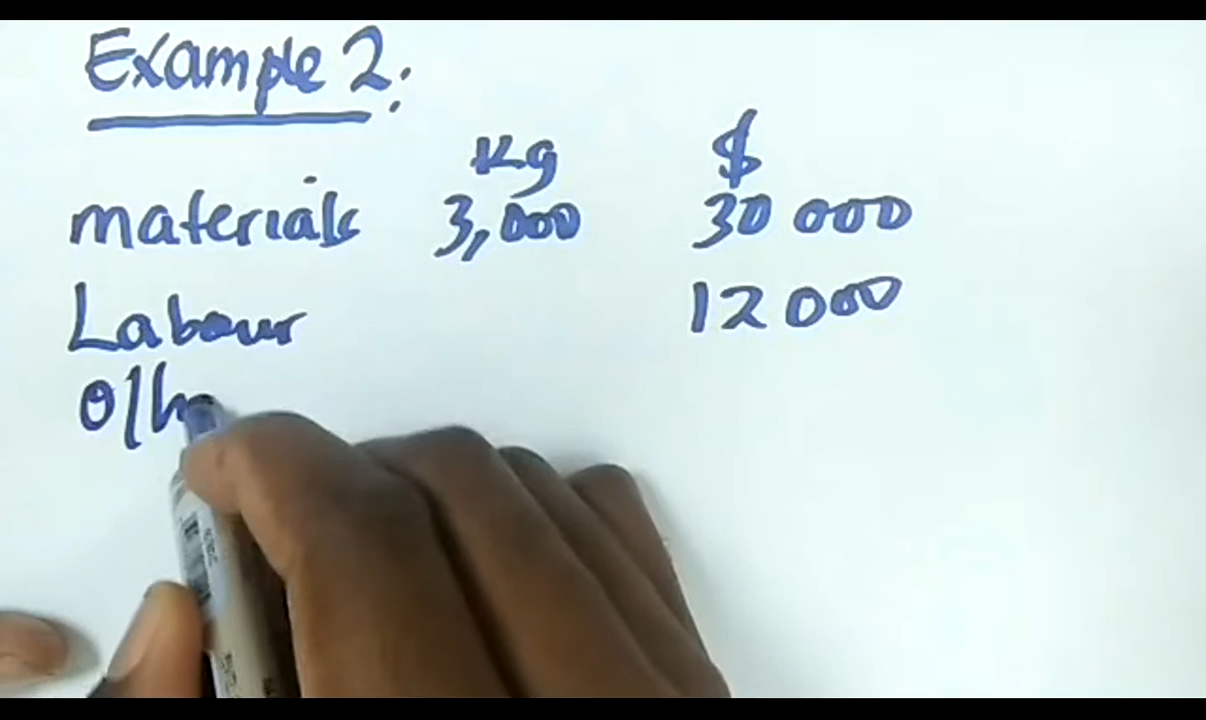 Example 2:
Kg $
materials 3,000 30 000
Labour 12 000
O/h